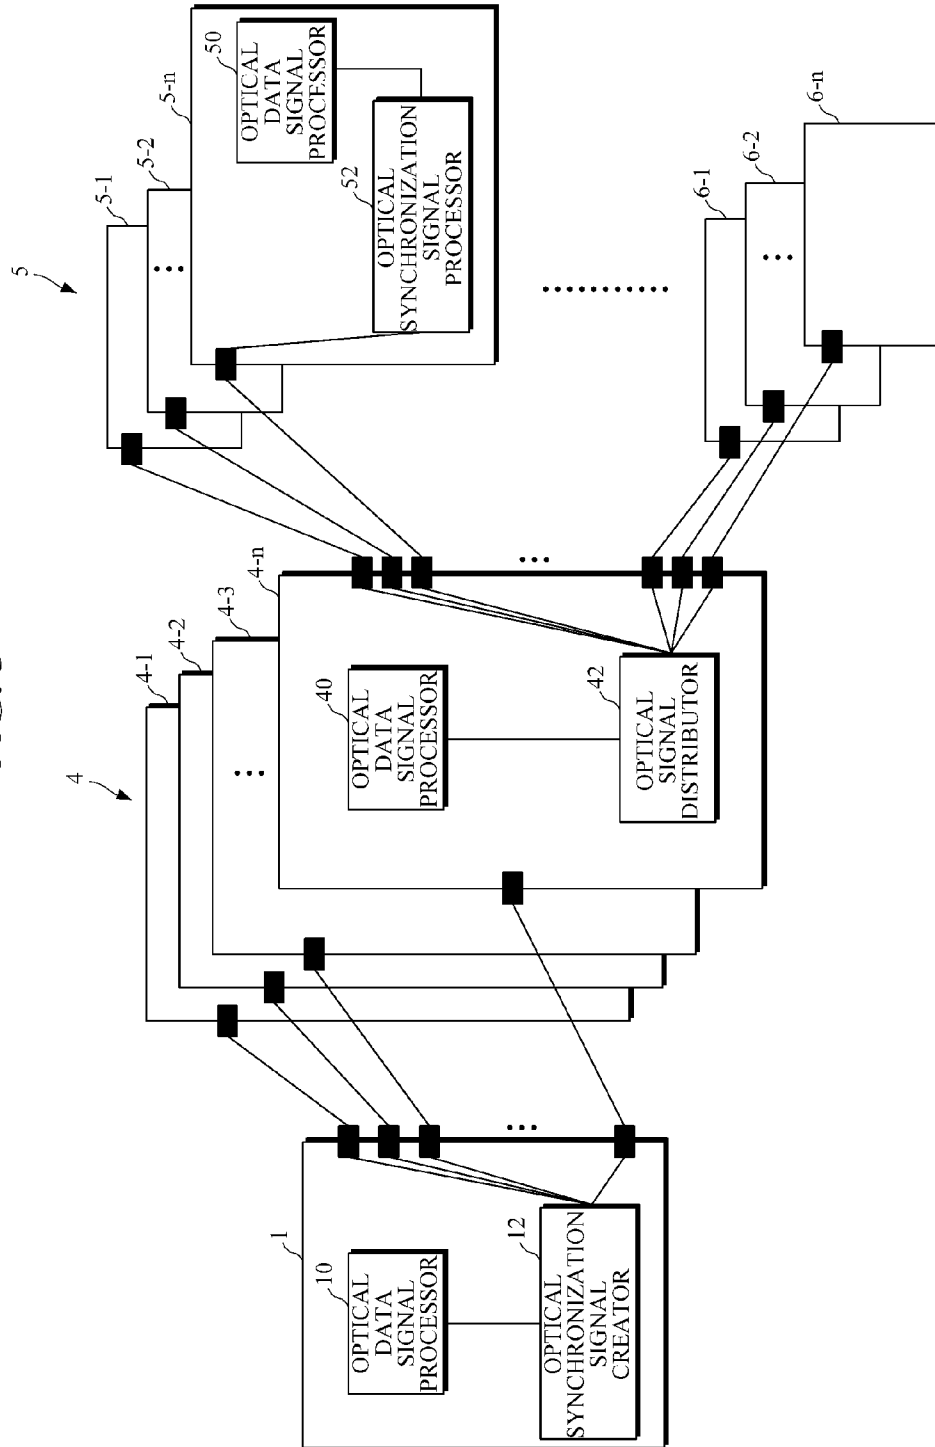 1
10
OPTICAL
DATA
SIGNAL
PROCESSOR
12
OPTICAL
SYNCHRONIZATION
SIGNAL
CREATOR
...
4
4-1
4-2
4-3
4-n
...
40
OPTICAL
DATA
SIGNAL
PROCESSOR
42
OPTICAL
SIGNAL
DISTRIBUTOR
...
5
5-1
5-2
5-n
...
50
OPTICAL
DATA
SIGNAL
PROCESSOR
52
OPTICAL
SYNCHRONIZATION
SIGNAL
PROCESSOR
...........
6-1
6-2
6-n
...